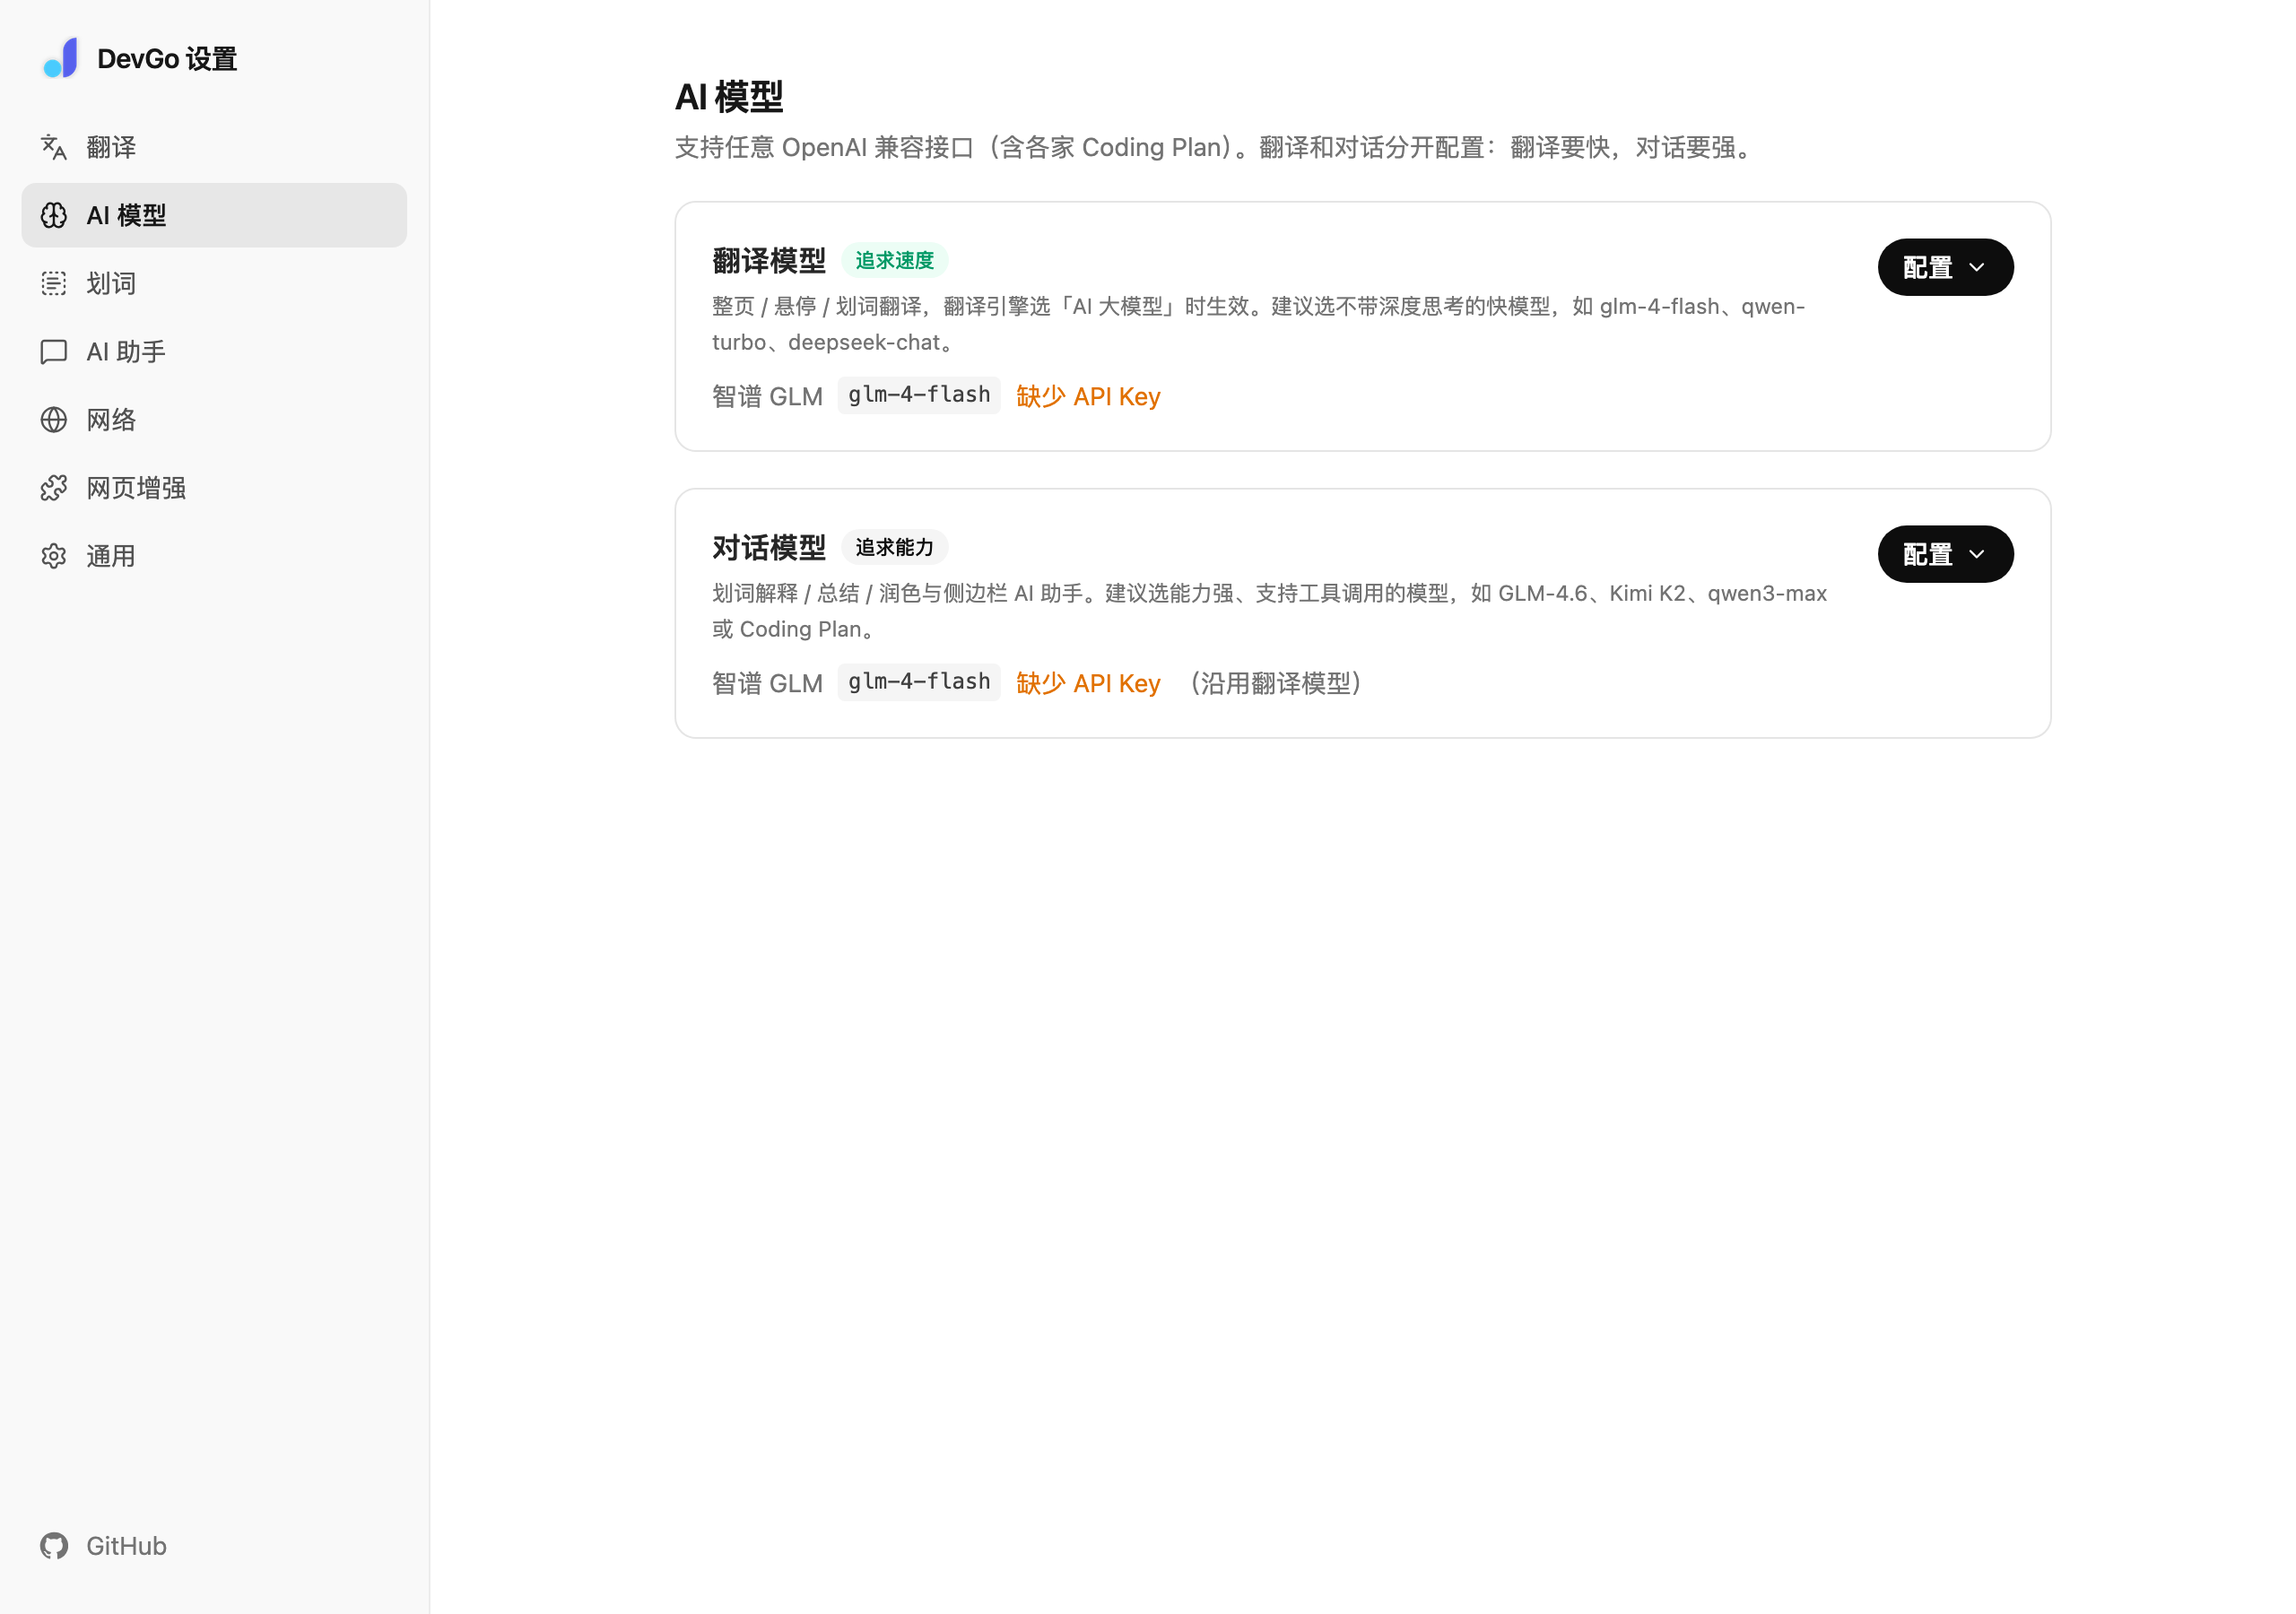 DevGo 设置
翻译
AI 模型
划词
AI 助手
网络
网页增强
通用
GitHub
AI 模型
支持任意 OpenAI 兼容接口（含各家 Coding Plan）。翻译和对话分开配置：翻译要快，对话要强。
翻译模型 追求速度
配置
整页 / 悬停 / 划词翻译，翻译引擎选「AI 大模型」时生效。建议选不带深度思考的快模型，如 glm-4-flash、qwen-
turbo、deepseek-chat。
智谱 GLM glm-4-flash 缺少 API Key
对话模型 追求能力
配置
划词解释 / 总结 / 润色与侧边栏 AI 助手。建议选能力强、支持工具调用的模型，如 GLM-4.6、Kimi K2、qwen3-max
或 Coding Plan。
智谱 GLM glm-4-flash 缺少 API Key （沿用翻译模型）